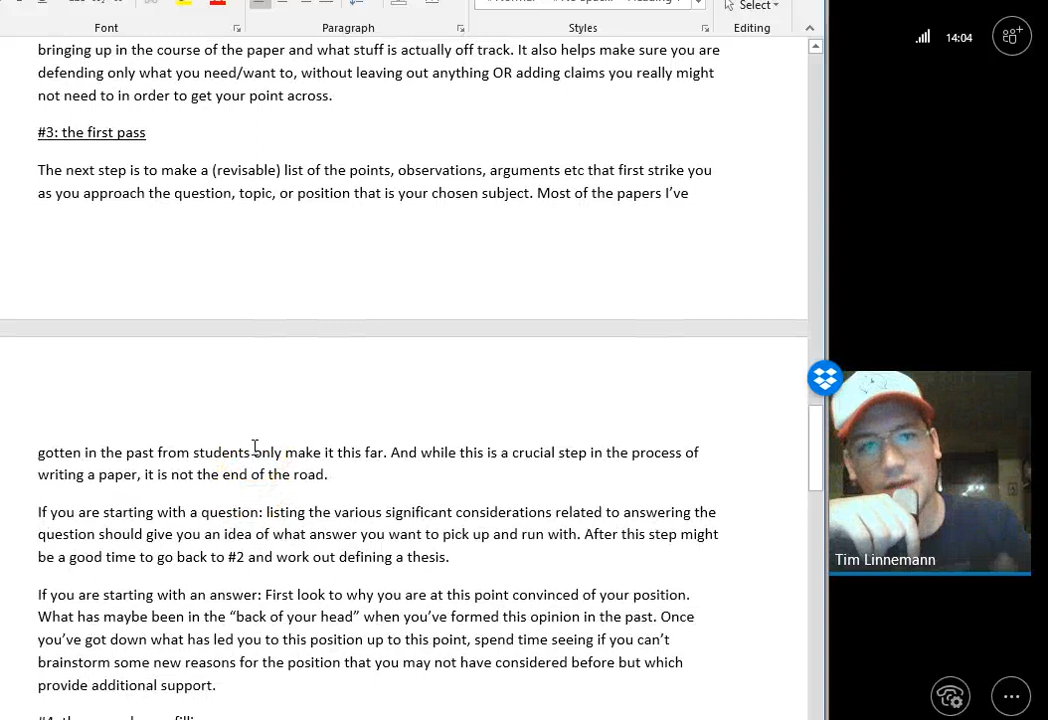 Select
Font
Paragraph
Styles
Editing
14:04
bringing up in the course of the paper and what stuff is actually off track. It also helps make sure you are
defending only what you need/want to, without leaving out anything OR adding claims you really might
not need to in order to get your point across.
#3: the first pass
The next step is to make a (revisable) list of the points, observations, arguments etc that first strike you
as you approach the question, topic, or position that is your chosen subject. Most of the papers I’ve
gotten in the past from students only make it this far. And while this is a crucial step in the process of
writing a paper, it is not the end of the road.
If you are starting with a question: listing the various significant considerations related to answering the
question should give you an idea of what answer you want to pick up and run with. After this step might
be a good time to go back to #2 and work out defining a thesis.
If you are starting with an answer: First look to why you are at this point convinced of your position.
What has maybe been in the “back of your head” when you’ve formed this opinion in the past. Once
you’ve got down what has led you to this position up to this point, spend time seeing if you can’t
brainstorm some new reasons for the position that you may not have considered before but which
provide additional support.
Tim Linnemann